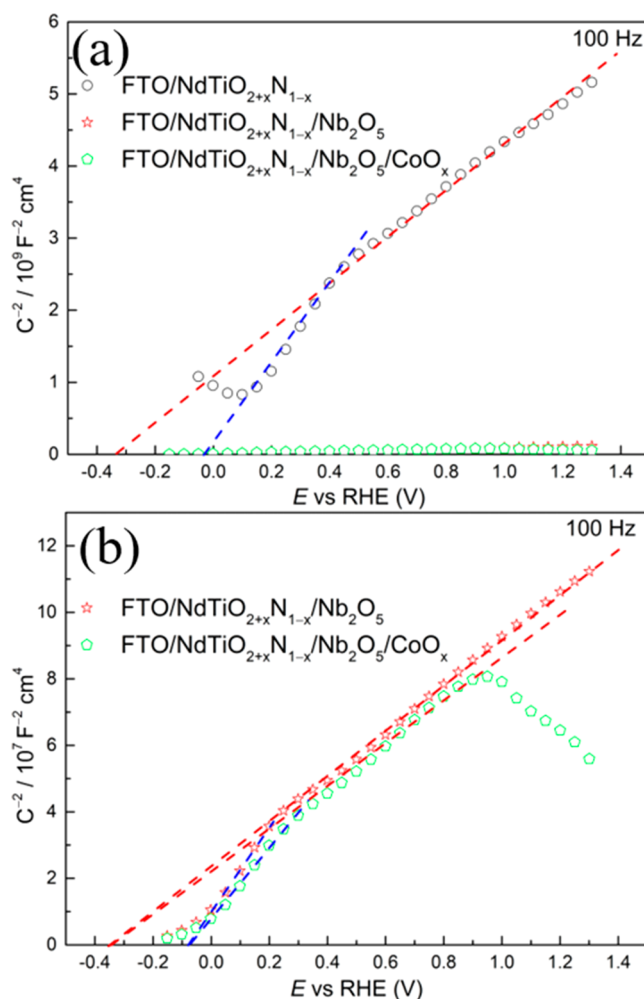 (a)
100 Hz
FTO/NdTiO₂₊ₓN₁₋ₓ
FTO/NdTiO₂₊ₓN₁₋ₓ/Nb₂O₅
FTO/NdTiO₂₊ₓN₁₋ₓ/Nb₂O₅/CoOₓ
C⁻² / 10⁹ F⁻² cm⁴
6
5
4
3
2
1
0
-0.4 -0.2 0.0 0.2 0.4 0.6 0.8 1.0 1.2 1.4
E vs RHE (V)
(b)
100 Hz
FTO/NdTiO₂₊ₓN₁₋ₓ/Nb₂O₅
FTO/NdTiO₂₊ₓN₁₋ₓ/Nb₂O₅/CoOₓ
C⁻² / 10⁷ F⁻² cm⁴
12
10
8
6
4
2
0
-0.4 -0.2 0.0 0.2 0.4 0.6 0.8 1.0 1.2 1.4
E vs RHE (V)